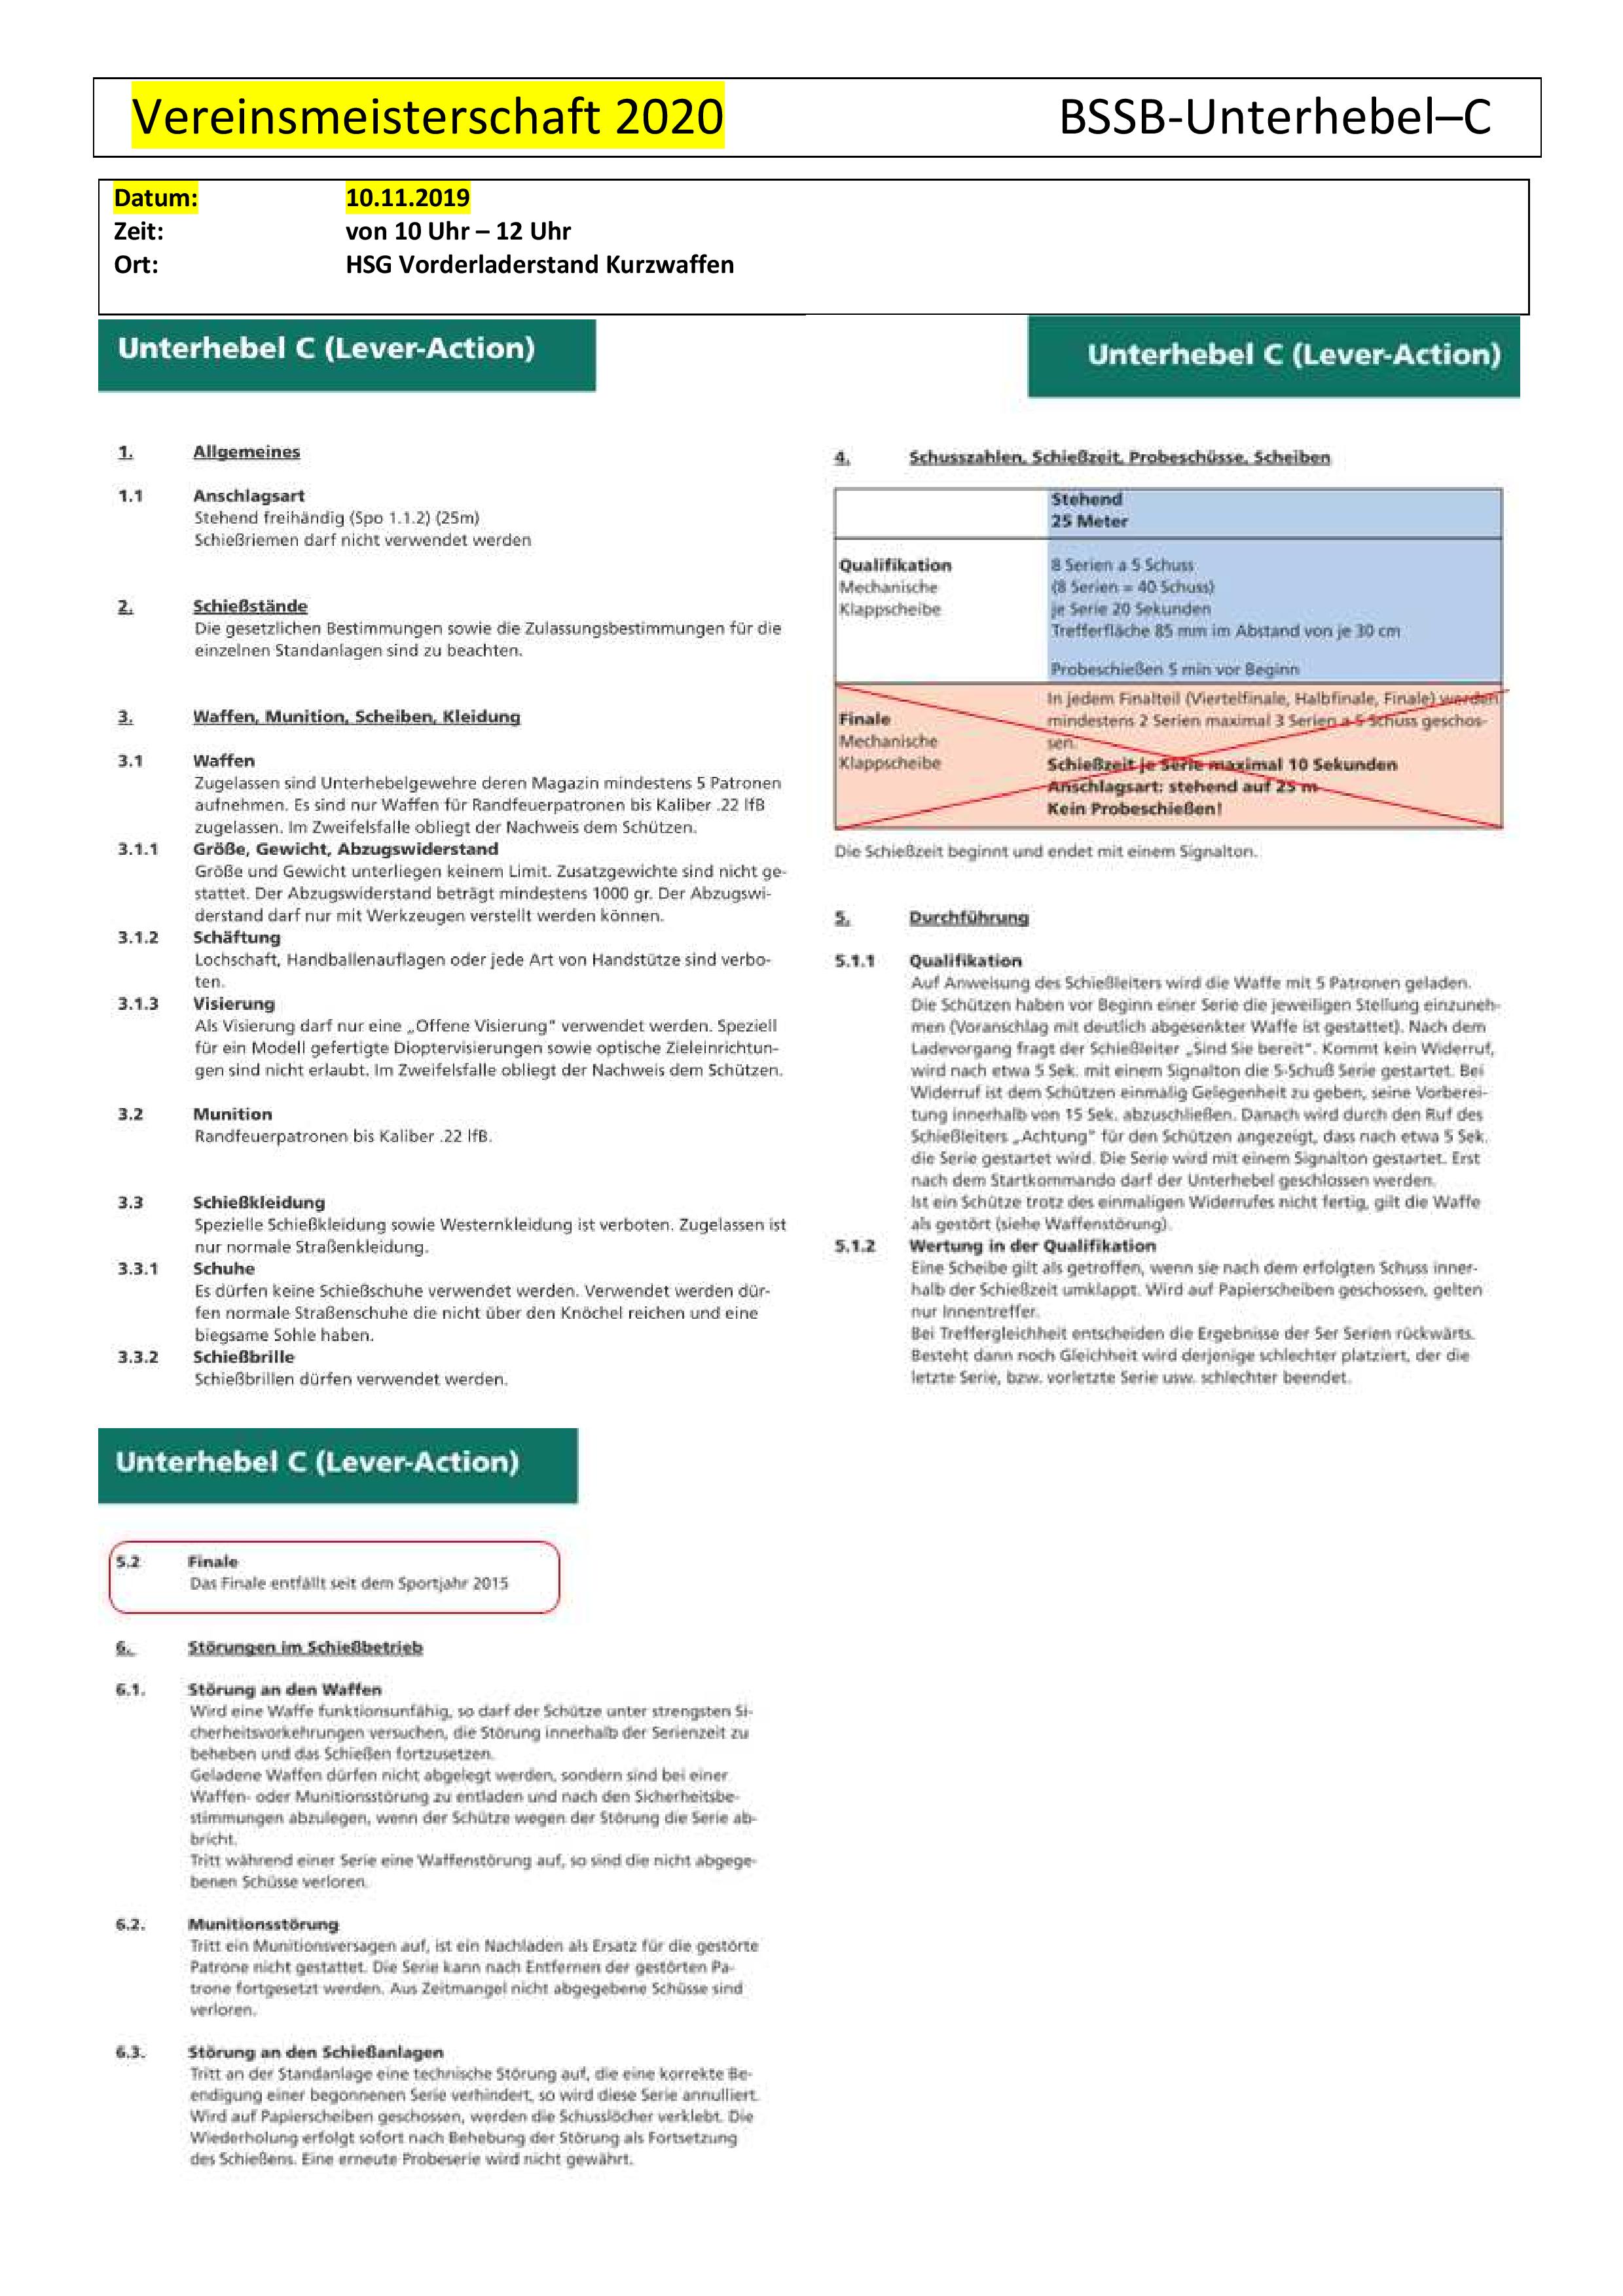 Vereinsmeisterschaft 2020 BSSB-Unterhebel–C
Datum: 10.11.2019
Zeit: von 10 Uhr – 12 Uhr
Ort: HSG Vorderladerstand Kurzwaffen
Unterhebel C (Lever-Action)
1. Allgemeines
1.1 Anschlagsart
Stehend freihändig (Spo 1.1.2) (25m)
Schießriemen darf nicht verwendet werden
2. Schießstände
Die gesetzlichen Bestimmungen sowie die Zulassungsbestimmungen für die
einzelnen Standanlagen sind zu beachten.
3. Waffen, Munition, Scheiben, Kleidung
3.1 Waffen
Zugelassen sind Unterhebelgewehre deren Magazin mindestens 5 Patronen
aufnehmen. Es sind nur Waffen für Randfeuerpatronen bis Kaliber .22 lfB
zugelassen. Im Zweifelsfalle obliegt der Nachweis dem Schützen.
3.1.1 Größe, Gewicht, Abzugswiderstand
Größe und Gewicht unterliegen keinem Limit. Zusatzgewichte sind nicht ge-
stattet. Der Abzugswiderstand beträgt mindestens 1000 gr. Der Abzugswi-
derstand darf nur mit Werkzeugen verstellt werden können.
3.1.2 Schäftung
Lochschaft, Handballenauflagen oder jede Art von Handstütze sind verbo-
ten.
3.1.3 Visierung
Als Visierung darf nur eine „Offene Visierung" verwendet werden. Speziell
für ein Modell gefertigte Dioptervisierungen sowie optische Zieleinrichtun-
gen sind nicht erlaubt. Im Zweifelsfalle obliegt der Nachweis dem Schützen.
3.2 Munition
Randfeuerpatronen bis Kaliber .22 lfB.
3.3 Schießkleidung
Spezielle Schießkleidung sowie Westernkleidung ist verboten. Zugelassen ist
nur normale Straßenkleidung.
3.3.1 Schuhe
Es dürfen keine Schießschuhe verwendet werden. Verwendet werden dür-
fen normale Straßenschuhe die nicht über den Knöchel reichen und eine
biegsame Sohle haben.
3.3.2 Schießbrille
Schießbrillen dürfen verwendet werden.
Unterhebel C (Lever-Action)
4. Schusszahlen, Schießzeit, Probeschüsse, Scheiben
Stehend
25 Meter
Qualifikation 8 Serien a 5 Schuss
Mechanische (8 Serien = 40 Schuss)
Klappscheibe je Serie 20 Sekunden
Trefferfläche 85 mm im Abstand von je 30 cm
Probeschießen 5 min vor Beginn
In jedem Finalteil (Viertelfinale, Halbfinale, Finale) werden
Finale mindestens 2 Serien maximal 3 Serien a 5 Schuss geschos-
Mechanische sen.
Klappscheibe Schießzeit je Serie maximal 10 Sekunden
Anschlagsart: stehend auf 25 m
Kein Probeschießen!
Die Schießzeit beginnt und endet mit einem Signalton.
5. Durchführung
5.1.1 Qualifikation
Auf Anweisung des Schießleiters wird die Waffe mit 5 Patronen geladen.
Die Schützen haben vor Beginn einer Serie die jeweiligen Stellung einzuneh-
men (Voranschlag mit deutlich abgesenkter Waffe ist gestattet). Nach dem
Ladevorgang fragt der Schießleiter „Sind Sie bereit". Kommt kein Widerruf,
wird nach etwa 5 Sek. mit einem Signalton die 5-Schuß Serie gestartet. Bei
Widerruf ist dem Schützen einmalig Gelegenheit zu geben, seine Vorberei-
tung innerhalb von 15 Sek. abzuschließen. Danach wird durch den Ruf des
Schießleiters „Achtung" für den Schützen angezeigt, dass nach etwa 5 Sek.
die Serie gestartet wird. Die Serie wird mit einem Signalton gestartet. Erst
nach dem Startkommando darf der Unterhebel geschlossen werden.
Ist ein Schütze trotz des einmaligen Widerrufes nicht fertig, gilt die Waffe
als gestört (siehe Waffenstörung).
5.1.2 Wertung in der Qualifikation
Eine Scheibe gilt als getroffen, wenn sie nach dem erfolgten Schuss inner-
halb der Schießzeit umklappt. Wird auf Papierscheiben geschossen, gelten
nur Innentreffer.
Bei Treffergleichheit entscheiden die Ergebnisse der 5er Serien rückwärts.
Besteht dann noch Gleichheit wird derjenige schlechter platziert, der die
letzte Serie, bzw. vorletzte Serie usw. schlechter beendet.
Unterhebel C (Lever-Action)
5.2 Finale
Das Finale entfällt seit dem Sportjahr 2015
6. Störungen im Schießbetrieb
6.1. Störung an den Waffen
Wird eine Waffe funktionsunfähig, so darf der Schütze unter strengsten Si-
cherheitsvorkehrungen versuchen, die Störung innerhalb der Serienzeit zu
beheben und das Schießen fortzusetzen.
Geladene Waffen dürfen nicht abgelegt werden, sondern sind bei einer
Waffen- oder Munitionsstörung zu entladen und nach den Sicherheitsbe-
stimmungen abzulegen, wenn der Schütze wegen der Störung die Serie ab-
bricht.
Tritt während einer Serie eine Waffenstörung auf, so sind die nicht abgege-
benen Schüsse verloren.
6.2. Munitionsstörung
Tritt ein Munitionsversagen auf, ist ein Nachladen als Ersatz für die gestörte
Patrone nicht gestattet. Die Serie kann nach Entfernen der gestörten Pa-
trone fortgesetzt werden. Aus Zeitmangel nicht abgegebene Schüsse sind
verloren.
6.3. Störung an den Schießanlagen
Tritt an der Standanlage eine technische Störung auf, die eine korrekte Be-
endigung einer begonnenen Serie verhindert, so wird diese Serie annulliert.
Wird auf Papierscheiben geschossen, werden die Schusslöcher verklebt. Die
Wiederholung erfolgt sofort nach Behebung der Störung als Fortsetzung
des Schießens. Eine erneute Probeserie wird nicht gewährt.